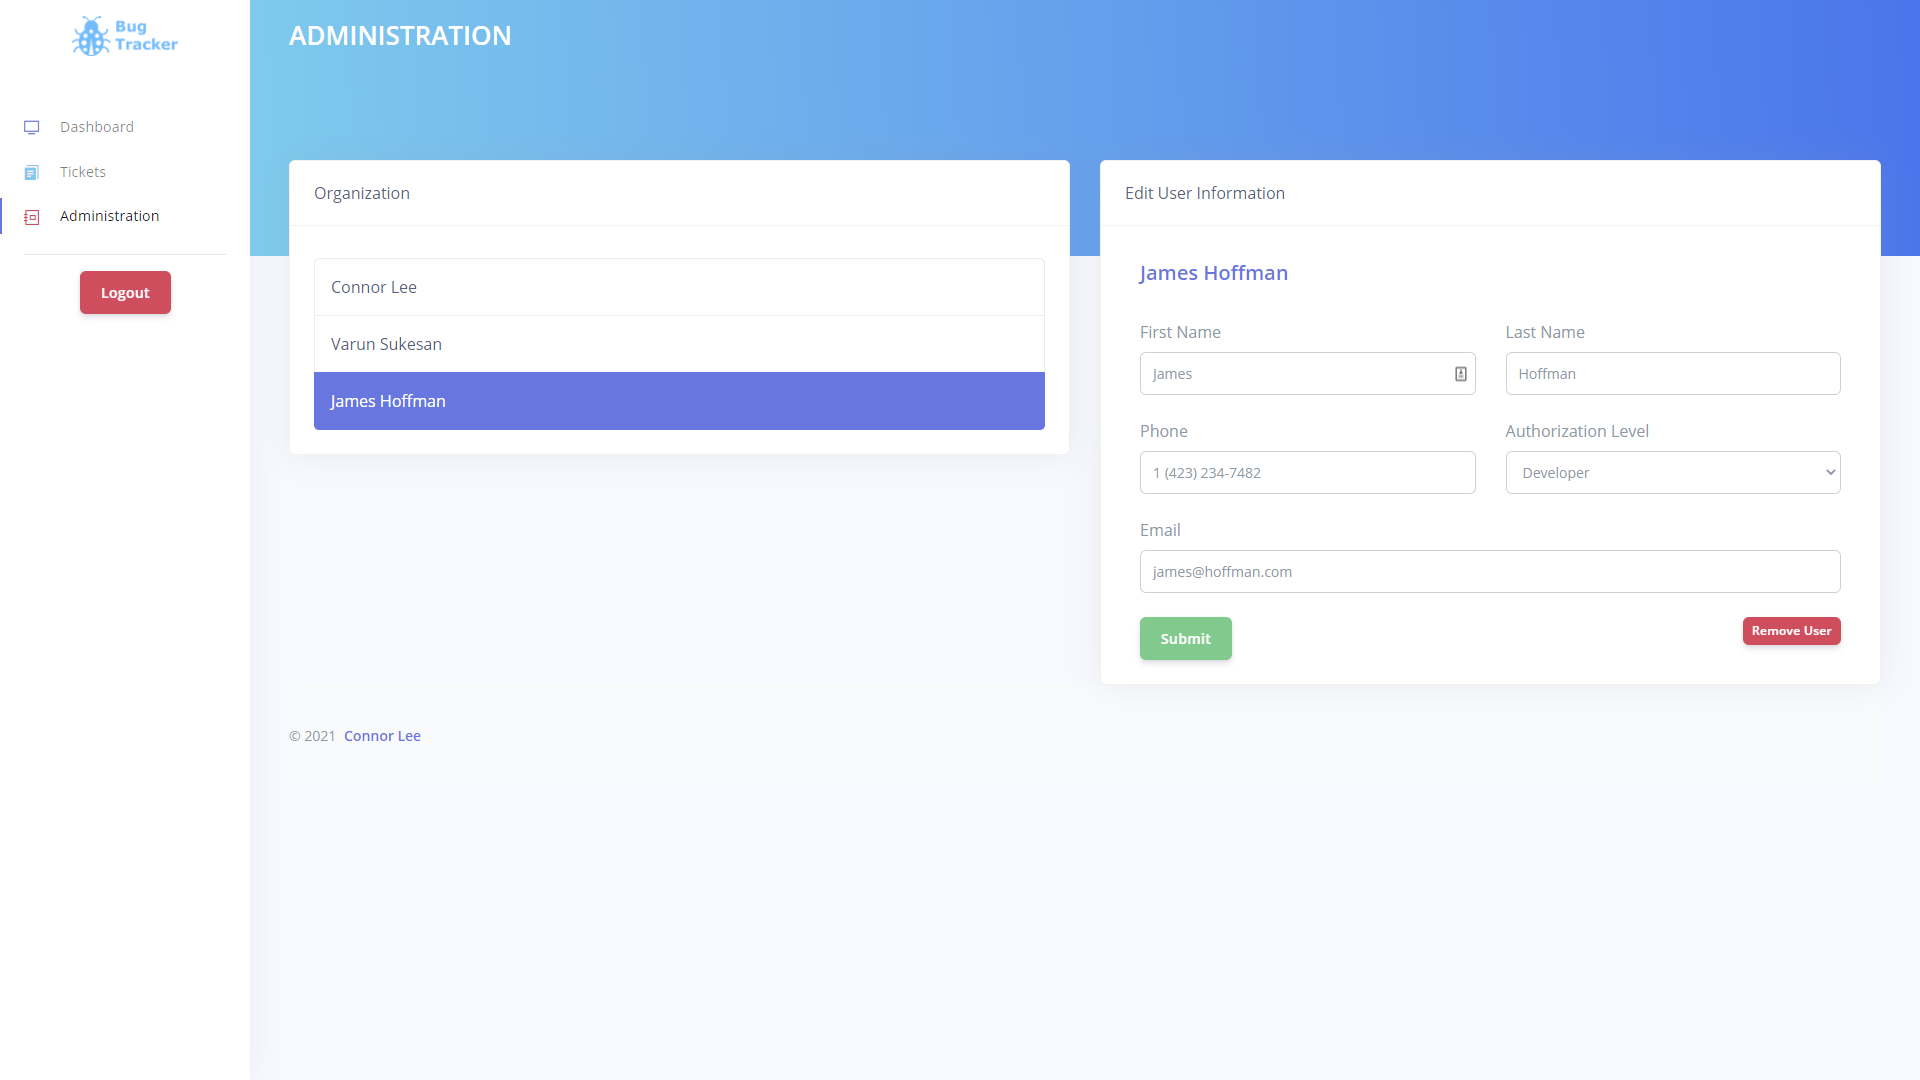 Bug
Tracker
Dashboard
Tickets
Administration
Logout
ADMINISTRATION
Organization
Connor Lee
Varun Sukesan
James Hoffman
Edit User Information
James Hoffman
First Name
Last Name
James
Hoffman
Phone
Authorization Level
1 (423) 234-7482
Developer
Email
james@hoffman.com
Submit
Remove User
© 2021 Connor Lee